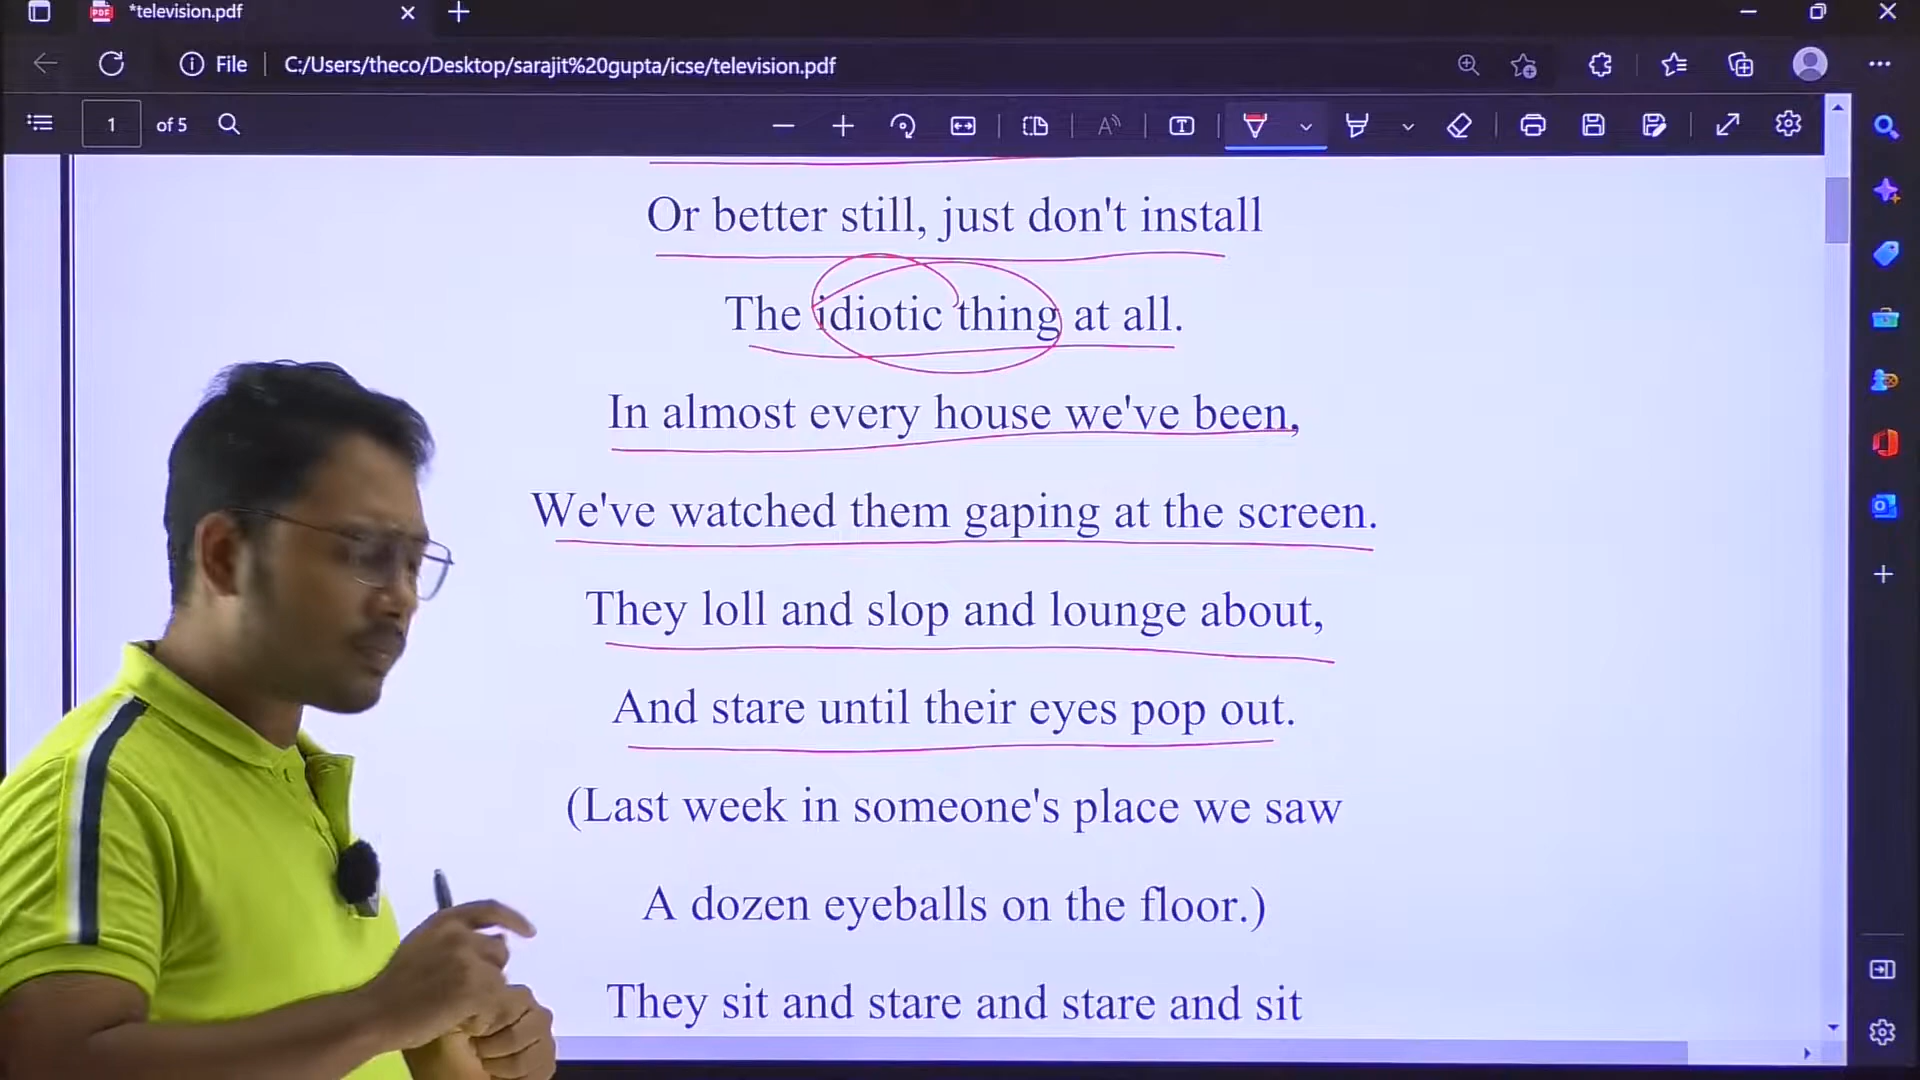 *television.pdf
File
C:/Users/theco/Desktop/sarajit%20gupta/icse/television.pdf
1 of 5
Or better still, just don't install
The idiotic thing at all.
In almost every house we've been,
We've watched them gaping at the screen.
They loll and slop and lounge about,
And stare until their eyes pop out.
(Last week in someone's place we saw
A dozen eyeballs on the floor.)
They sit and stare and stare and sit